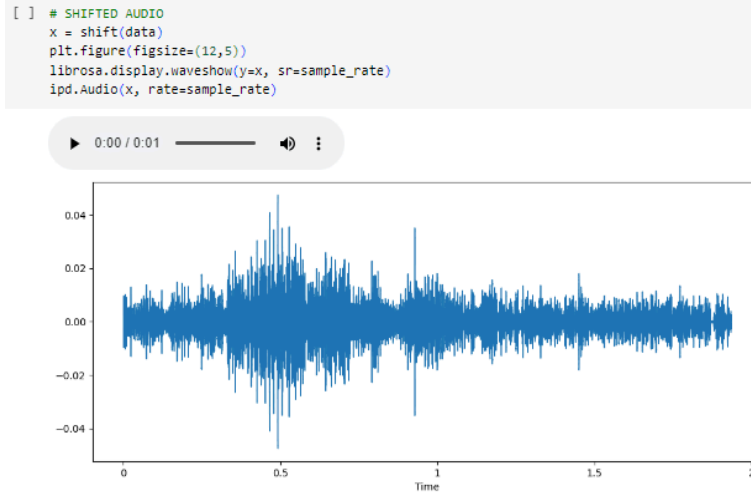 [ ] # SHIFTED AUDIO
x = shift(data)
plt.figure(figsize=(12,5))
librosa.display.waveshow(y=x, sr=sample_rate)
ipd.Audio(x, rate=sample_rate)
0:00 / 0:01
0.04
0.02
0.00
−0.02
−0.04
0 0.5 1 1.5 2
Time